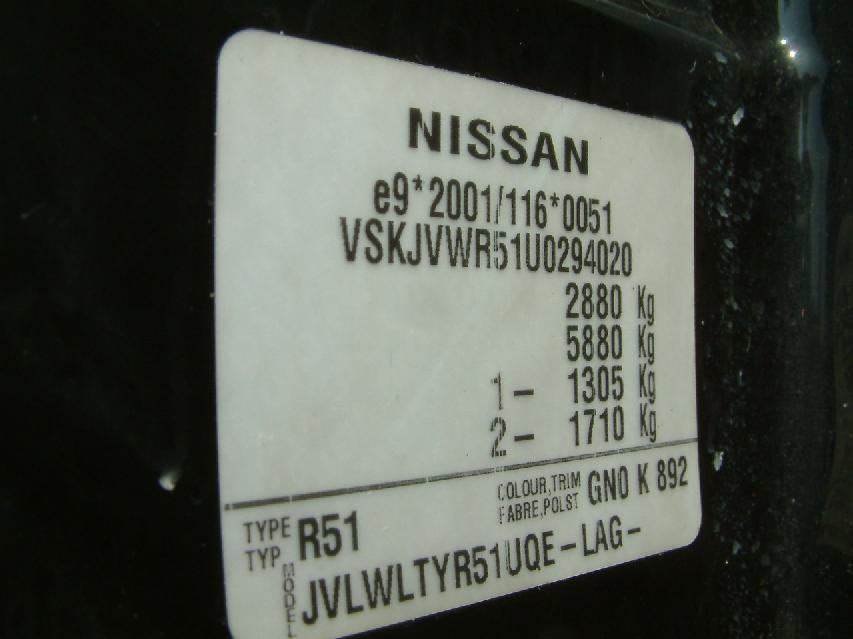 NISSAN
e9*2001/116*0051
VSKJVWR51U0294020
2880 Kg
5880 Kg
1 - 1305 Kg
2 - 1710 Kg
COLOUR,TRIM GN0 K 892
FABRE,POLST
TYPE R51
TYP
MODEL JVLWLTYR51UQE-LAG-